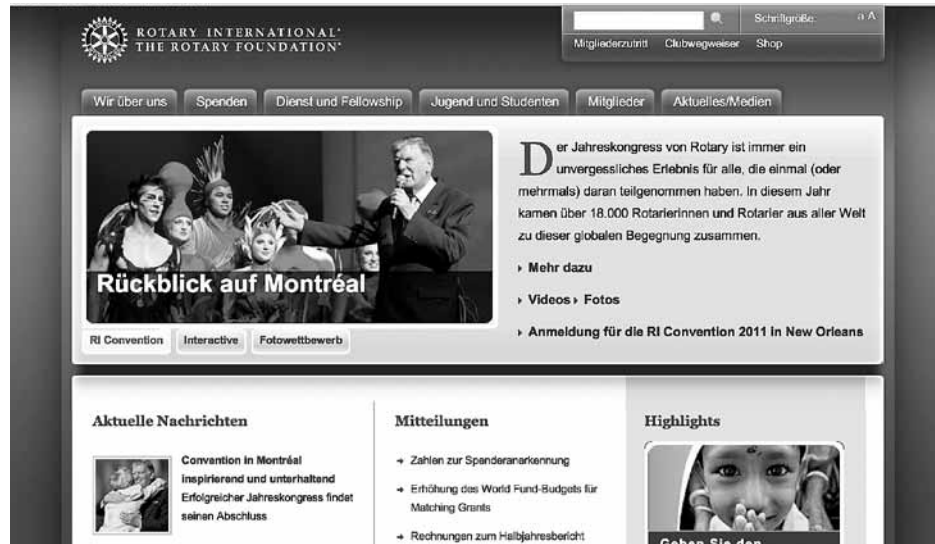 ROTARY INTERNATIONAL®
THE ROTARY FOUNDATION®
Schriftgröße: a A
Mitgliederzutritt Clubwegweiser Shop
Wir über uns Spenden Dienst und Fellowship Jugend und Studenten Mitglieder Aktuelles/Medien
Rückblick auf Montréal
RI Convention Interactive Fotowettbewerb
Der Jahreskongress von Rotary ist immer ein
unvergessliches Erlebnis für alle, die einmal (oder
mehrmals) daran teilgenommen haben. In diesem Jahr
kamen über 18.000 Rotarierinnen und Rotarier aus aller Welt
zu dieser globalen Begegnung zusammen.
Mehr dazu
Videos Fotos
Anmeldung für die RI Convention 2011 in New Orleans
Aktuelle Nachrichten
Convention in Montréal
inspirierend und unterhaltend
Erfolgreicher Jahreskongress findet
seinen Abschluss
Mitteilungen
Zahlen zur Spenderanerkennung
Erhöhung des World Fund-Budgets für
Matching Grants
Rechnungen zum Halbjahresbericht
Highlights
Geben Sie den